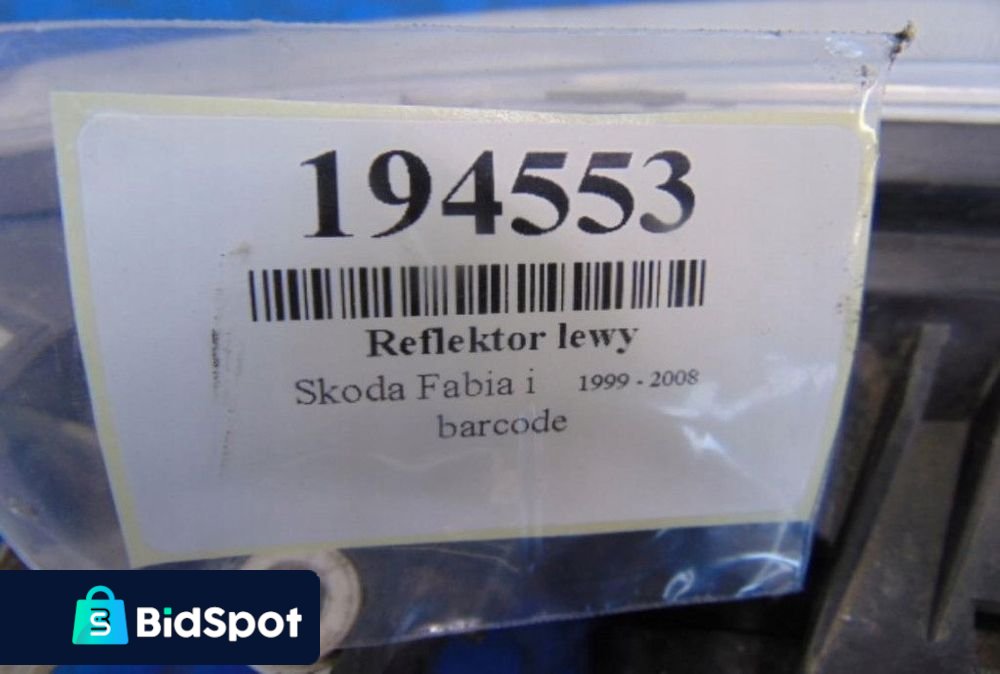 194553
Reflektor lewy
Skoda Fabia i 1999 - 2008
barcode
BidSpot